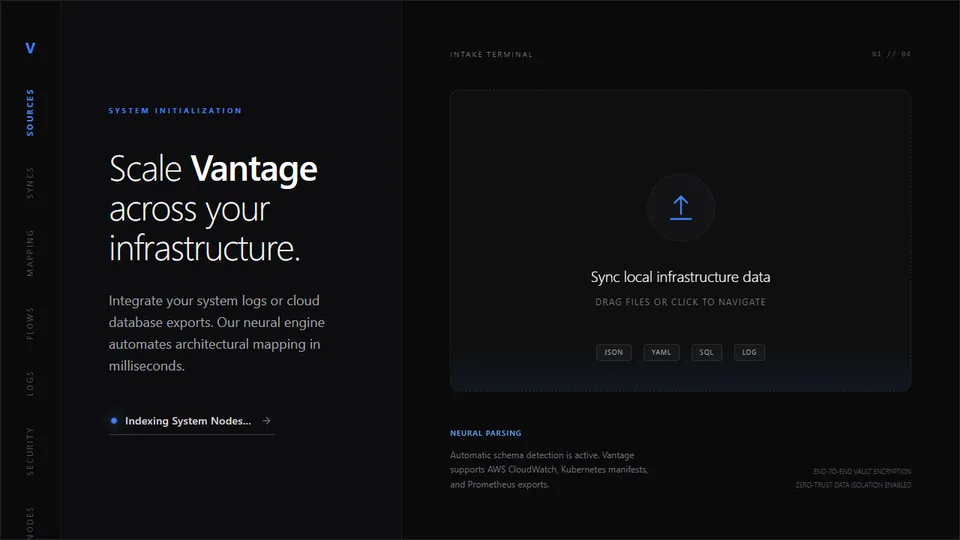 V
SOURCES
SYNCS
MAPPING
FLOWS
LOGS
SECURITY
NODES
SYSTEM INITIALIZATION
Scale Vantage
across your
infrastructure.
Integrate your system logs or cloud
database exports. Our neural engine
automates architectural mapping in
milliseconds.
Indexing System Nodes...
INTAKE TERMINAL
01 // 04
Sync local infrastructure data
DRAG FILES OR CLICK TO NAVIGATE
JSON
YAML
SQL
LOG
NEURAL PARSING
Automatic schema detection is active. Vantage
supports AWS CloudWatch, Kubernetes manifests,
and Prometheus exports.
END-TO-END VAULT ENCRYPTION
ZERO-TRUST DATA ISOLATION ENABLED